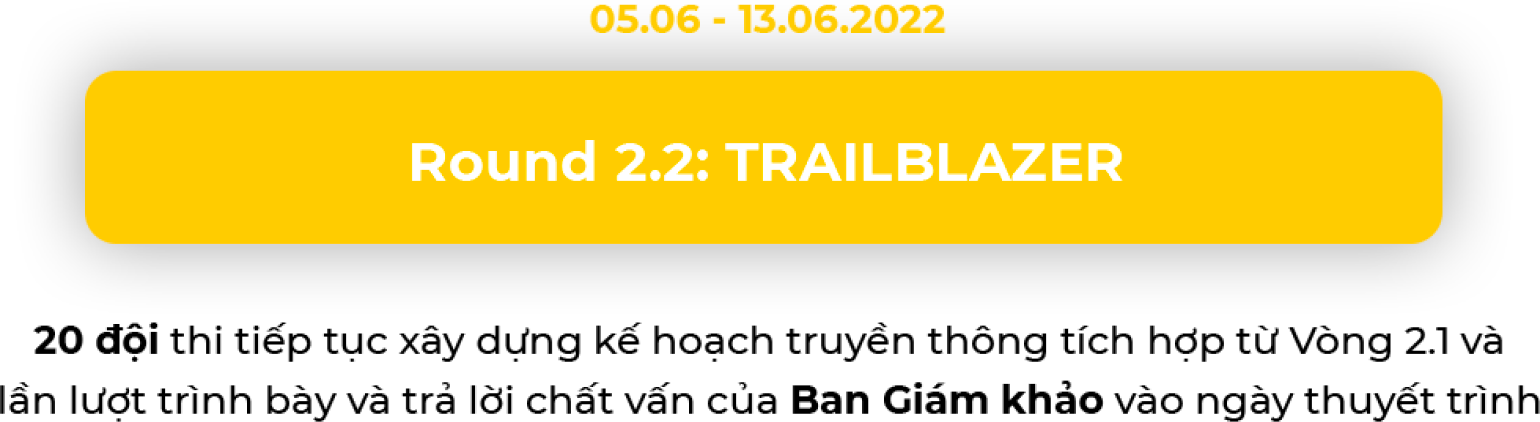 05.06 - 13.06.2022
Round 2.2: TRAILBLAZER
20 đội thi tiếp tục xây dựng kế hoạch truyền thông tích hợp từ Vòng 2.1 và
lần lượt trình bày và trả lời chất vấn của Ban Giám khảo vào ngày thuyết trình